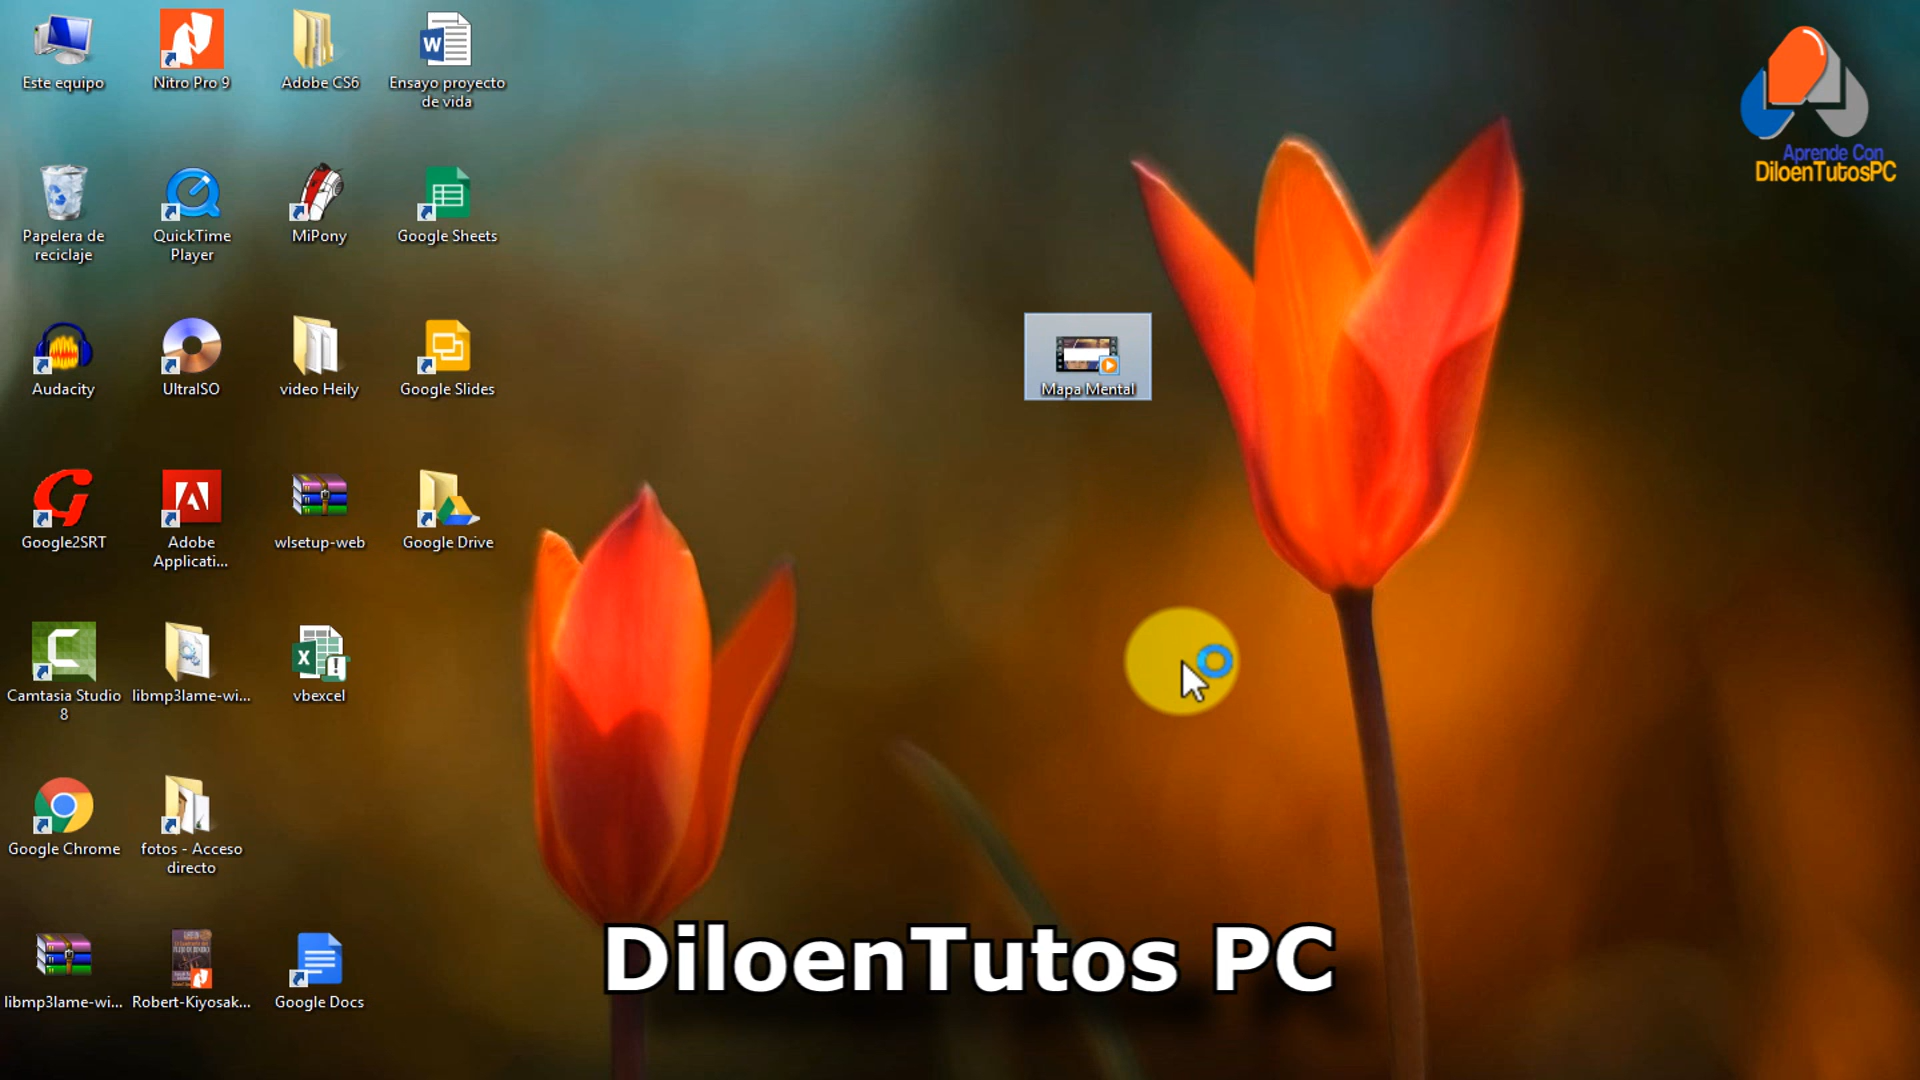 Este equipo
Nitro Pro 9
Adobe CS6
Ensayo proyecto
de vida
Aprende Con
DiloenTutosPC
Papelera de
reciclaje
QuickTime
Player
MiPony
Google Sheets
Audacity
UltraISO
video Heily
Google Slides
Mapa Mental
Google2SRT
Adobe
Applicati...
wlsetup-web
Google Drive
Camtasia Studio
8
libmp3lame-wi...
vbexcel
Google Chrome
fotos - Acceso
directo
libmp3lame-wi...
Robert-Kiyosak...
Google Docs
DiloenTutos PC